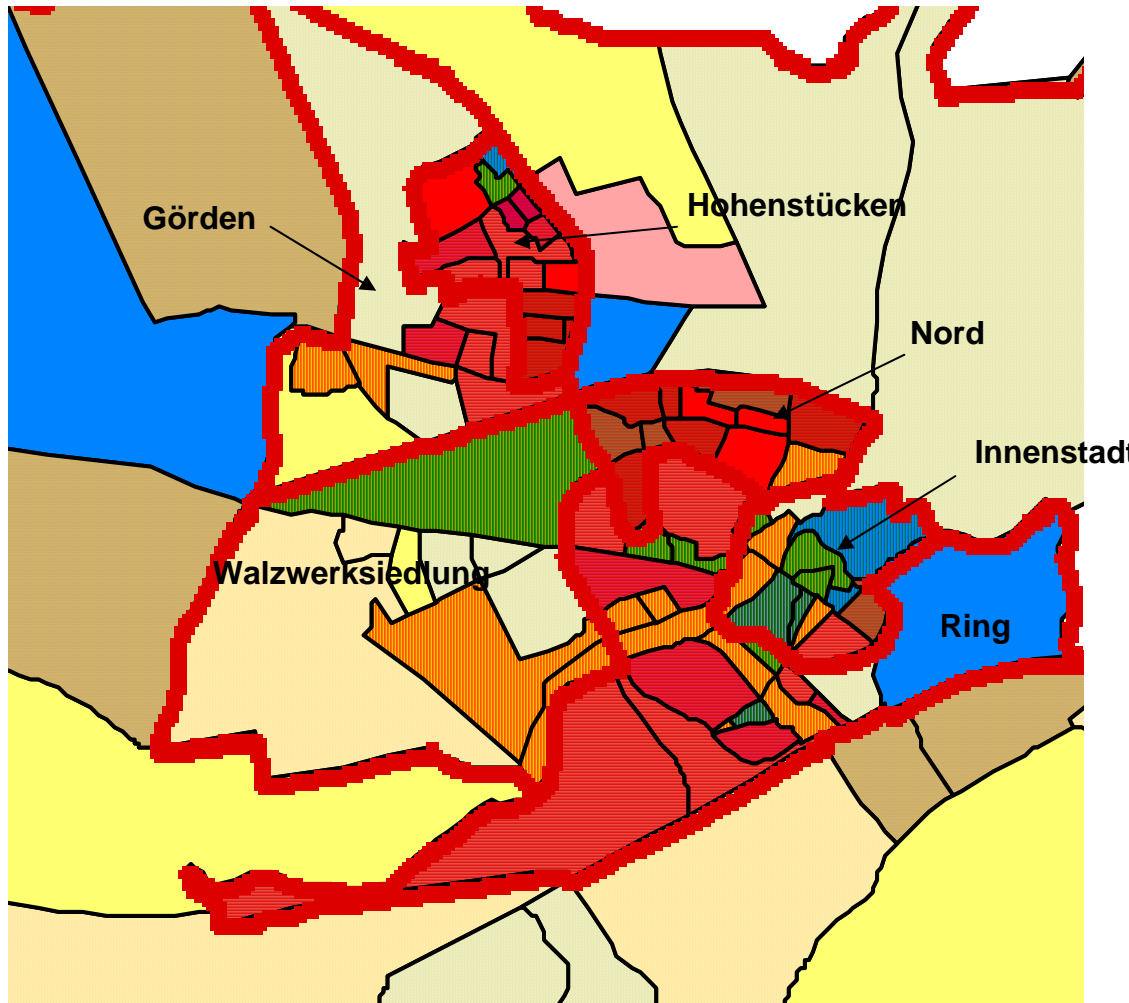 Hohenstücken
Görden
Nord
Innenstadt
Walzwerksiedlung
Ring